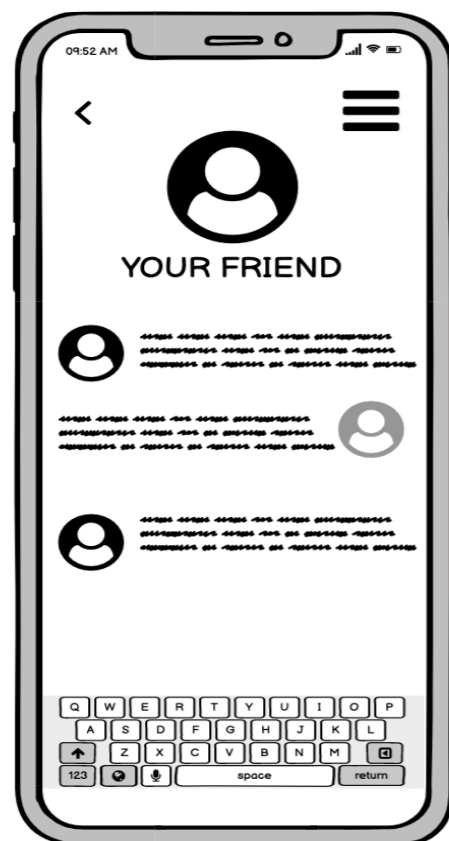 09:52 AM
YOUR FRIEND
Q W E R T Y U I O P
A S D F G H J K L
Z X C V B N M
123 space return